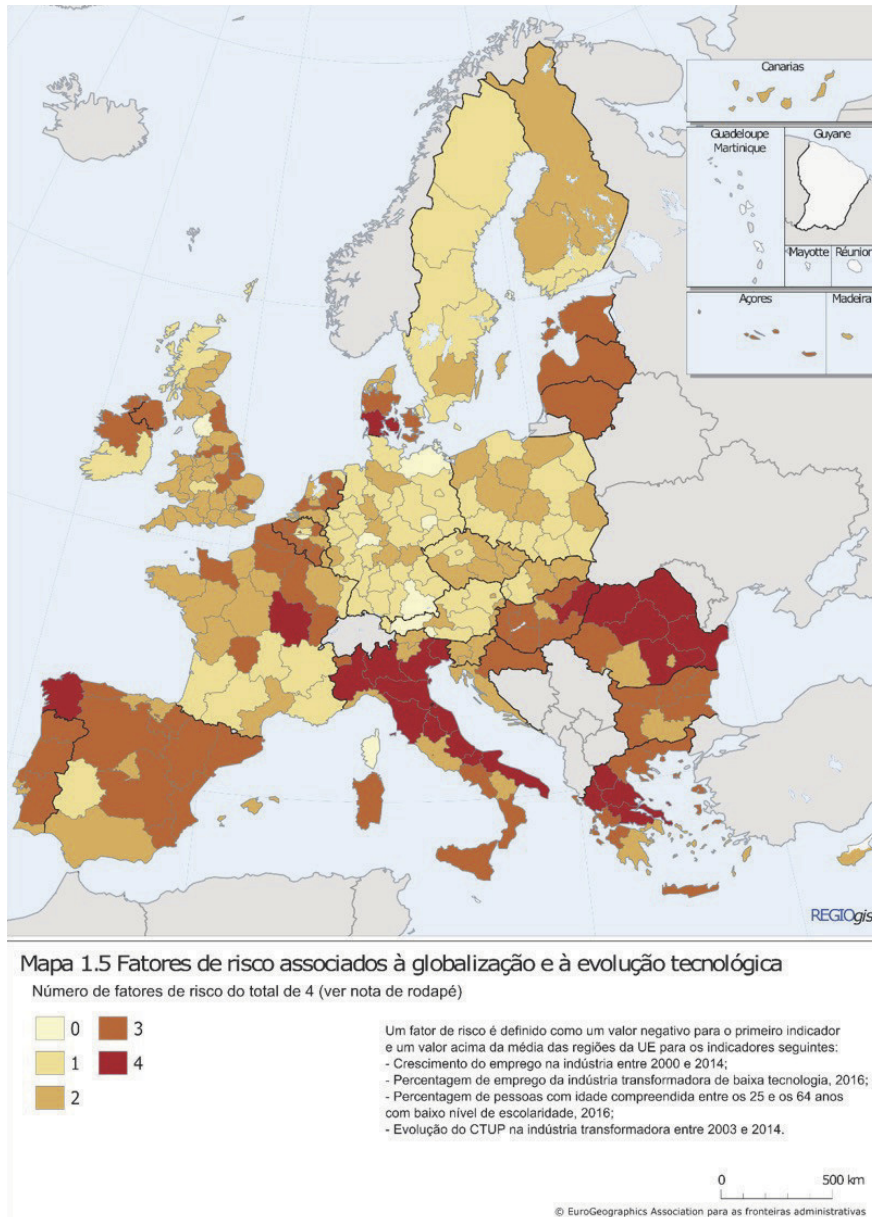 Canarias
Guadeloupe
Martinique
Guyane
Mayotte
Réunion
Açores
Madeira
REGIOgis
Mapa 1.5 Fatores de risco associados à globalização e à evolução tecnológica
Número de fatores de risco do total de 4 (ver nota de rodapé)
0
3
1
4
2
Um fator de risco é definido como um valor negativo para o primeiro indicador
e um valor acima da média das regiões da UE para os indicadores seguintes:
- Crescimento do emprego na indústria entre 2000 e 2014;
- Percentagem de emprego da indústria transformadora de baixa tecnologia, 2016;
- Percentagem de pessoas com idade compreendida entre os 25 e os 64 anos
com baixo nível de escolaridade, 2016;
- Evolução do CTUP na indústria transformadora entre 2003 e 2014.
0 500 km
© EuroGeographics Association para as fronteiras administrativas